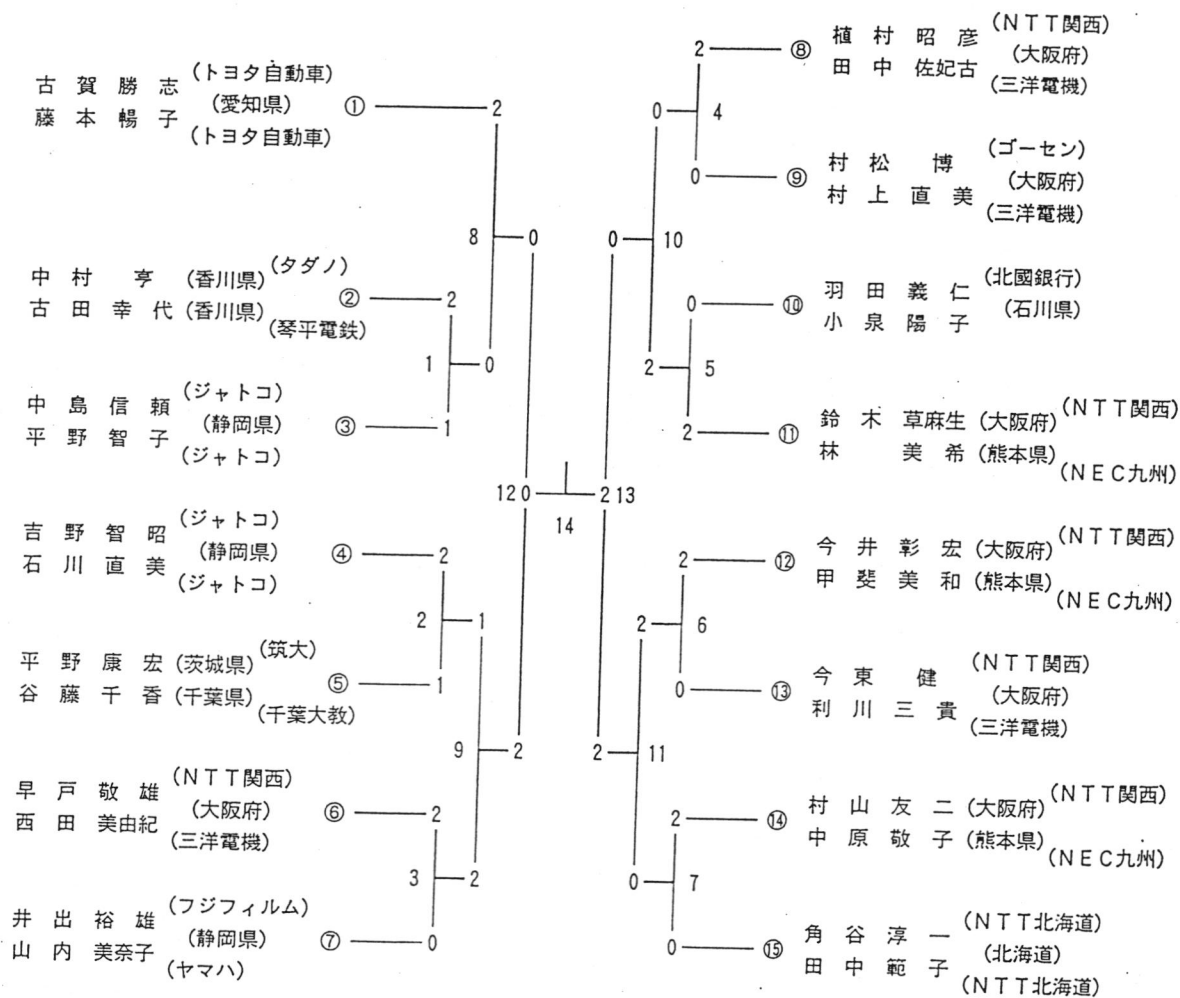 古賀勝志 (トヨタ自動車)
(愛知県) ① 2
藤本暢子 (トヨタ自動車)
8 0
中村亨 (香川県) (タダノ)
② 2
古田幸代 (香川県) (琴平電鉄)
1 0
中島信頼 (ジャトコ)
(静岡県) ③ 1
平野智子 (ジャトコ)
12 0
吉野智昭 (ジャトコ)
(静岡県) ④ 2
石川直美 (ジャトコ)
2 1
平野康宏 (茨城県) (筑大)
⑤ 1
谷藤千香 (千葉県) (千葉大教)
9 2
早戸敬雄 (NTT関西)
(大阪府) ⑥ 2
西田美由紀 (三洋電機)
3 2
井出裕雄 (フジフィルム)
(静岡県) ⑦ 0
山内美奈子 (ヤマハ)
14
2 ⑧ 植村昭彦 (NTT関西)
(大阪府)
田中佐妃古 (三洋電機)
0 4
0 ⑨ 村松博 (ゴーセン)
(大阪府)
村上直美 (三洋電機)
0 10
0 ⑩ 羽田義仁 (北國銀行)
小泉陽子 (石川県)
2 5
2 ⑪ 鈴木草麻生 (大阪府) (NTT関西)
林美希 (熊本県) (NEC九州)
2 13
2 ⑫ 今井彰宏 (大阪府) (NTT関西)
甲斐美和 (熊本県) (NEC九州)
2 6
0 ⑬ 今東健 (NTT関西)
(大阪府)
利川三貴 (三洋電機)
2 11
2 ⑭ 村山友二 (大阪府) (NTT関西)
中原敬子 (熊本県) (NEC九州)
0 7
0 ⑮ 角谷淳一 (NTT北海道)
(北海道)
田中範子 (NTT北海道)